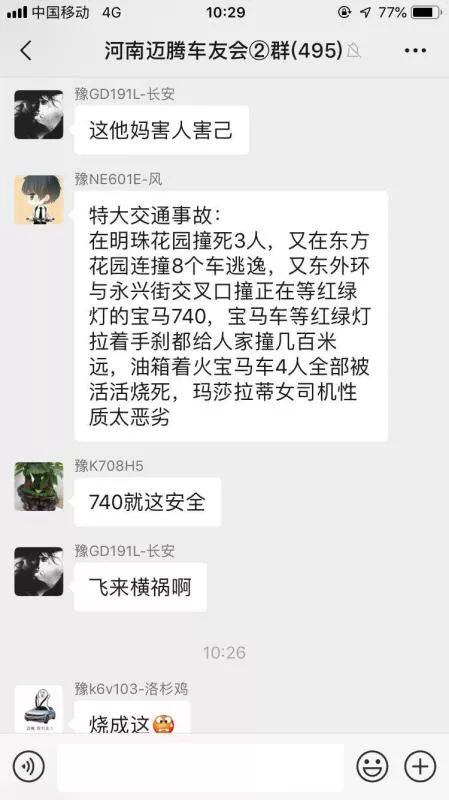 中国移动 4G 10:29 77%
河南迈腾车友会②群(495)
豫GD191L-长安
这他妈害人害己
豫NE601E-风
特大交通事故：
在明珠花园撞死3人，又在东方
花园连撞8个车逃逸，又东外环
与永兴街交叉口撞正在等红绿
灯的宝马740，宝马车等红绿灯
拉着手刹都给人家撞几百米
远，油箱着火宝马车4人全部被
活活烧死，玛莎拉蒂女司机性
质太恶劣
豫K708H5
740就这安全
豫GD191L-长安
飞来横祸啊
10:26
豫k6v103-洛杉鸡
烧成这